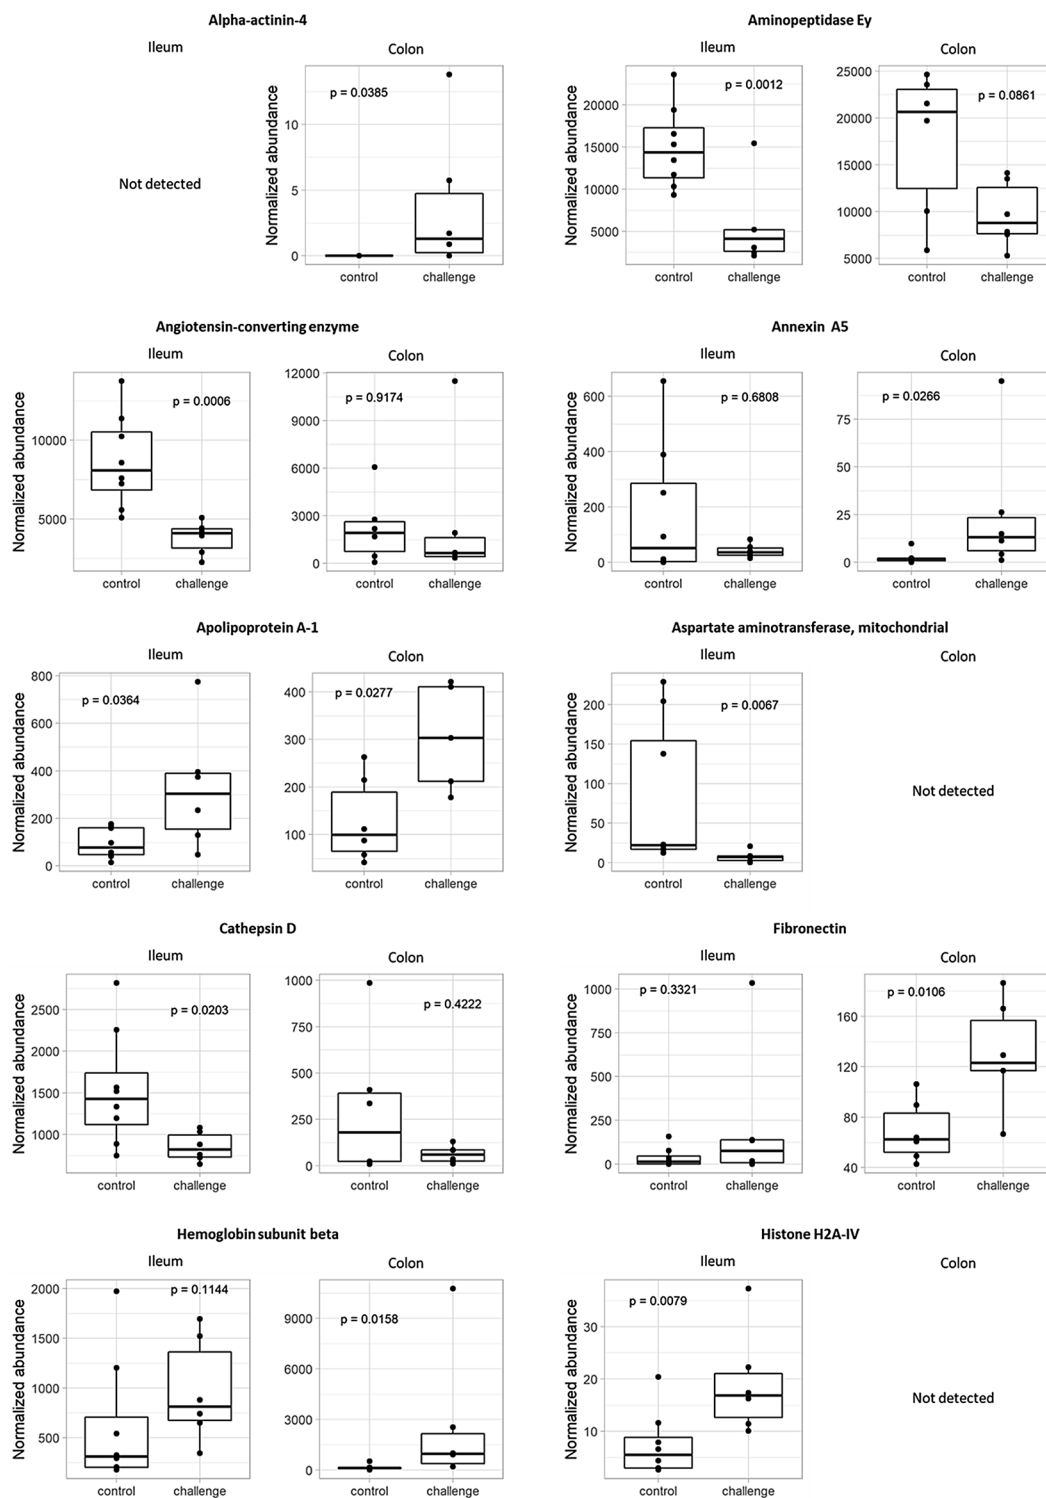 Alpha-actinin-4
Ileum
Not detected
Colon
Normalized abundance
10
5
0
p = 0.0385
control
challenge
Aminopeptidase Ey
Ileum
Normalized abundance
20000
15000
10000
5000
p = 0.0012
control
challenge
Colon
25000
20000
15000
10000
5000
p = 0.0861
control
challenge
Angiotensin-converting enzyme
Ileum
Normalized abundance
10000
5000
p = 0.0006
control
challenge
Colon
12000
9000
6000
3000
0
p = 0.9174
control
challenge
Annexin A5
Ileum
Normalized abundance
600
400
200
0
p = 0.6808
control
challenge
Colon
75
50
25
0
p = 0.0266
control
challenge
Apolipoprotein A-1
Ileum
Normalized abundance
800
600
400
200
0
p = 0.0364
control
challenge
Colon
400
300
200
100
p = 0.0277
control
challenge
Aspartate aminotransferase, mitochondrial
Ileum
Normalized abundance
200
150
100
50
0
p = 0.0067
control
challenge
Colon
Not detected
Cathepsin D
Ileum
Normalized abundance
2500
2000
1500
1000
p = 0.0203
control
challenge
Colon
1000
750
500
250
0
p = 0.4222
control
challenge
Fibronectin
Ileum
Normalized abundance
1000
750
500
250
0
p = 0.3321
control
challenge
Colon
160
120
80
40
p = 0.0106
control
challenge
Hemoglobin subunit beta
Ileum
Normalized abundance
2000
1500
1000
500
p = 0.1144
control
challenge
Colon
9000
6000
3000
0
p = 0.0158
control
challenge
Histone H2A-IV
Ileum
Normalized abundance
30
20
10
p = 0.0079
control
challenge
Colon
Not detected